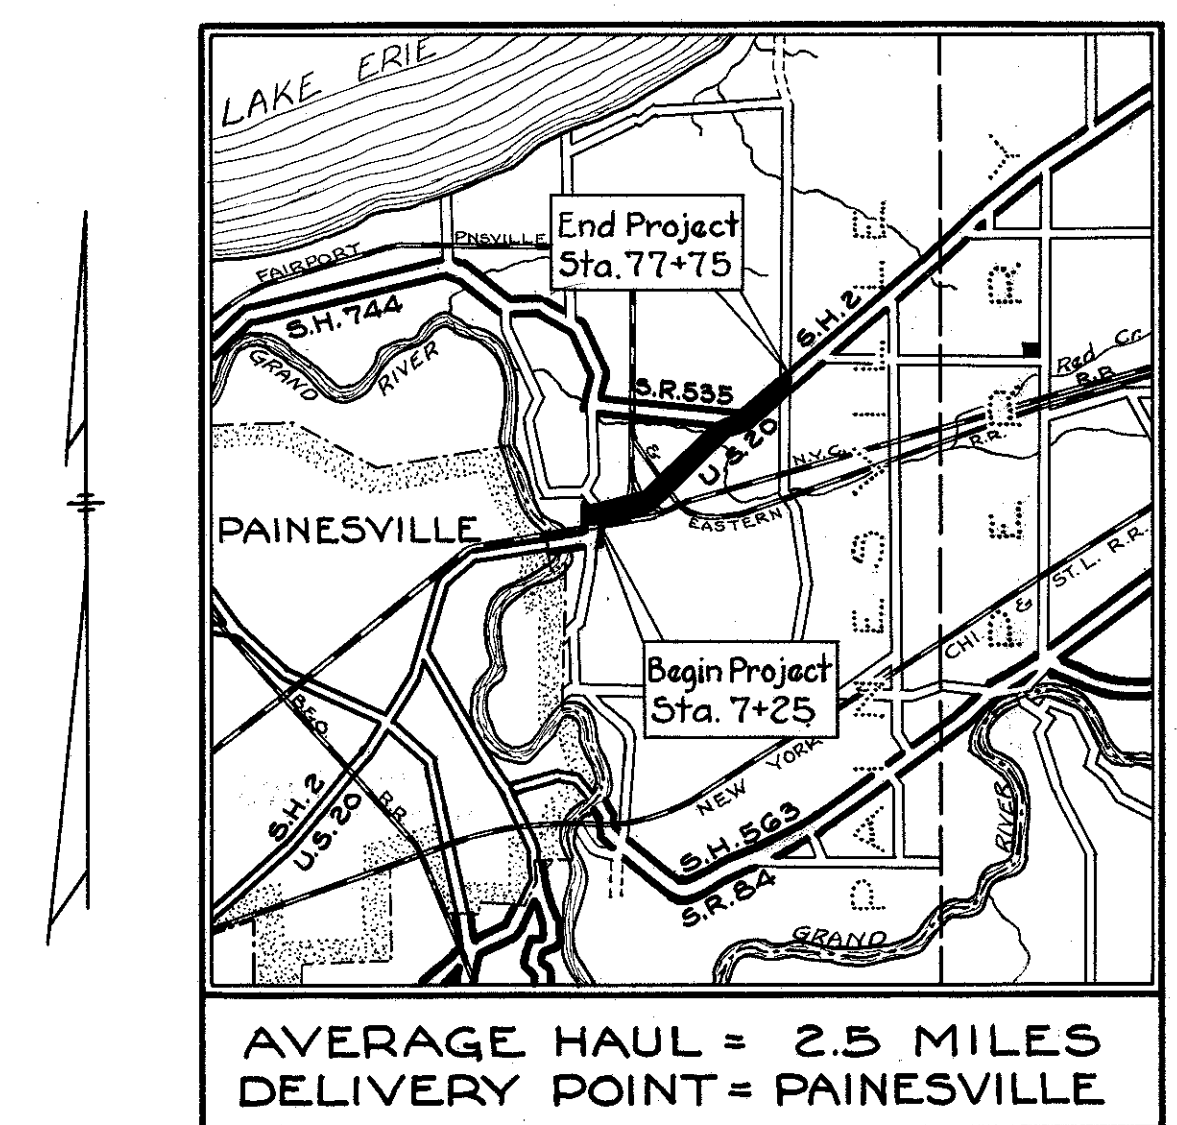 LAKE ERIE
End Project
Sta. 77+75
FAIRPORT
PNSVILLE
S.H. 744
GRAND
RIVER
S.H. 2
S.R. 535
U.S. 20
&
EASTERN
N.Y.C.
R.R.
Red Cr.
R.R.
PAINESVILLE
PAINESVILLE
PERRY
Begin Project
Sta. 7+25
NEW YORK
CHI. & ST. L. R.R.
B.&O.
R.R.
S.H. 2
U.S. 20
S.H. 563
S.R. 84
GRAND
RIVER
AVERAGE HAUL = 2.5 MILES
DELIVERY POINT = PAINESVILLE